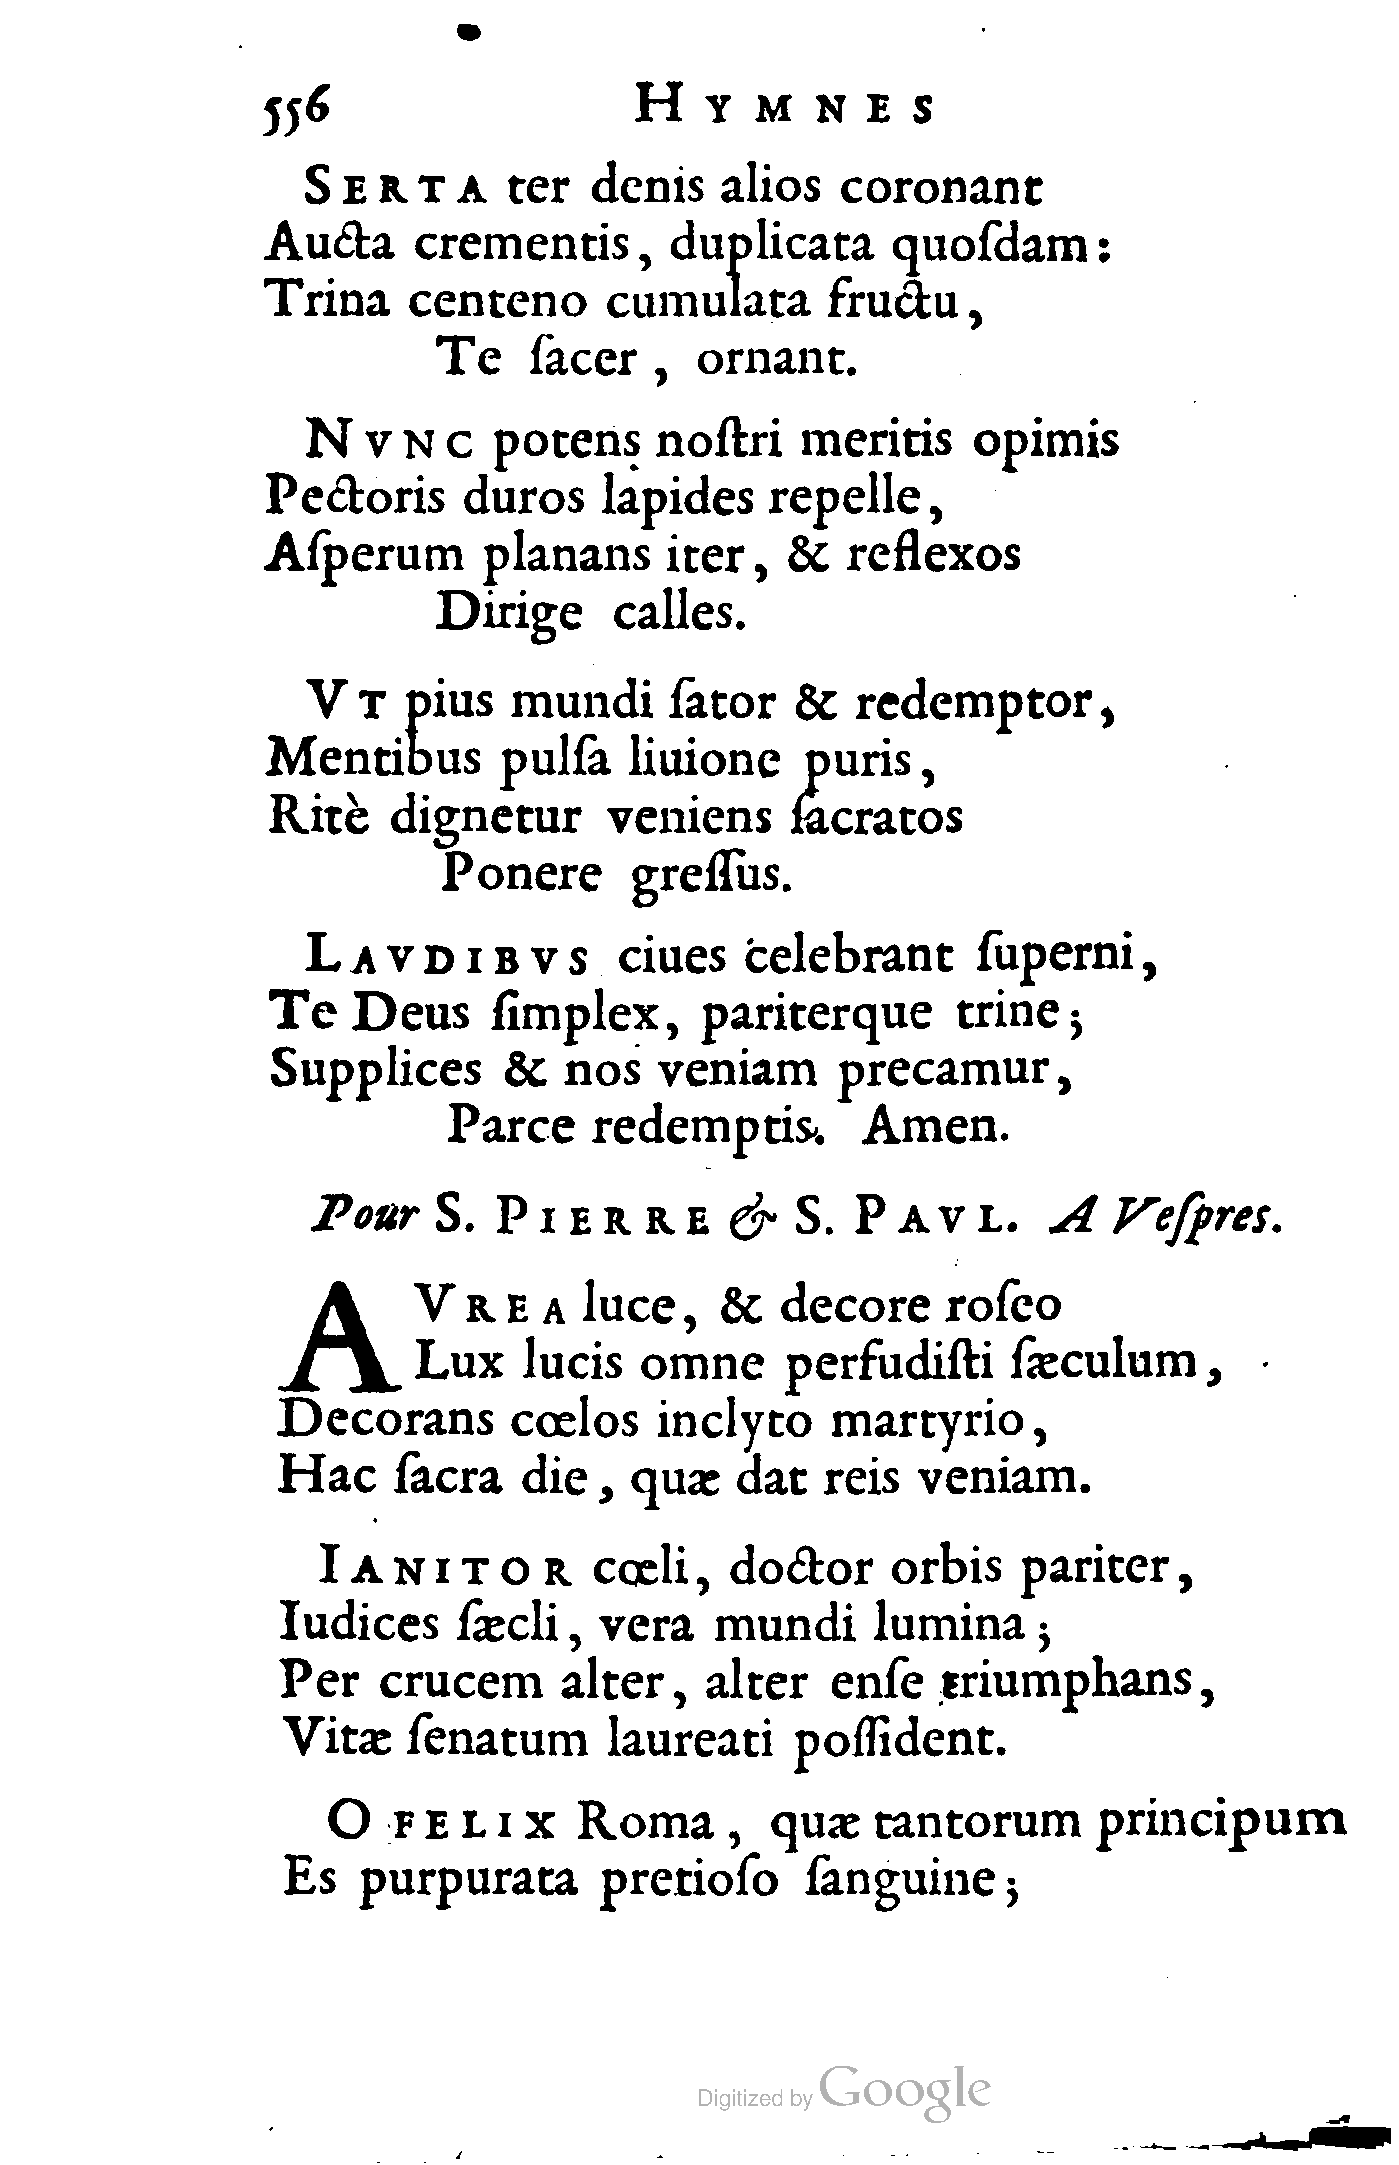 556 HYMNES
SERTA ter denis alios coronant
Aucta crementis, duplicata quoſdam:
Trina centeno cumulata fructu,
Te ſacer, ornant.
NVNC potens noſtri meritis opimis
Pectoris duros lapides repelle,
Aſperum planans iter, & reflexos
Dirige calles.
VT pius mundi ſator & redemptor,
Mentibus pulſa liuione puris,
Ritè dignetur veniens ſacratos
Ponere greſſus.
LAVDIBVS ciues celebrant ſuperni,
Te Deus ſimplex, pariterque trine;
Supplices & nos veniam precamur,
Parce redemptis. Amen.
Pour S. PIERRE & S. PAVL. A Veſpres.
AVREA luce, & decore roſeo
Lux lucis omne perfudiſti ſæculum,
Decorans cœlos inclyto martyrio,
Hac ſacra die, quæ dat reis veniam.
IANITOR cœli, doctor orbis pariter,
Iudices ſæcli, vera mundi lumina;
Per crucem alter, alter enſe triumphans,
Vitæ ſenatum laureati poſſident.
O FELIX Roma, quæ tantorum principum
Es purpurata pretioſo ſanguine;
Digitized by Google